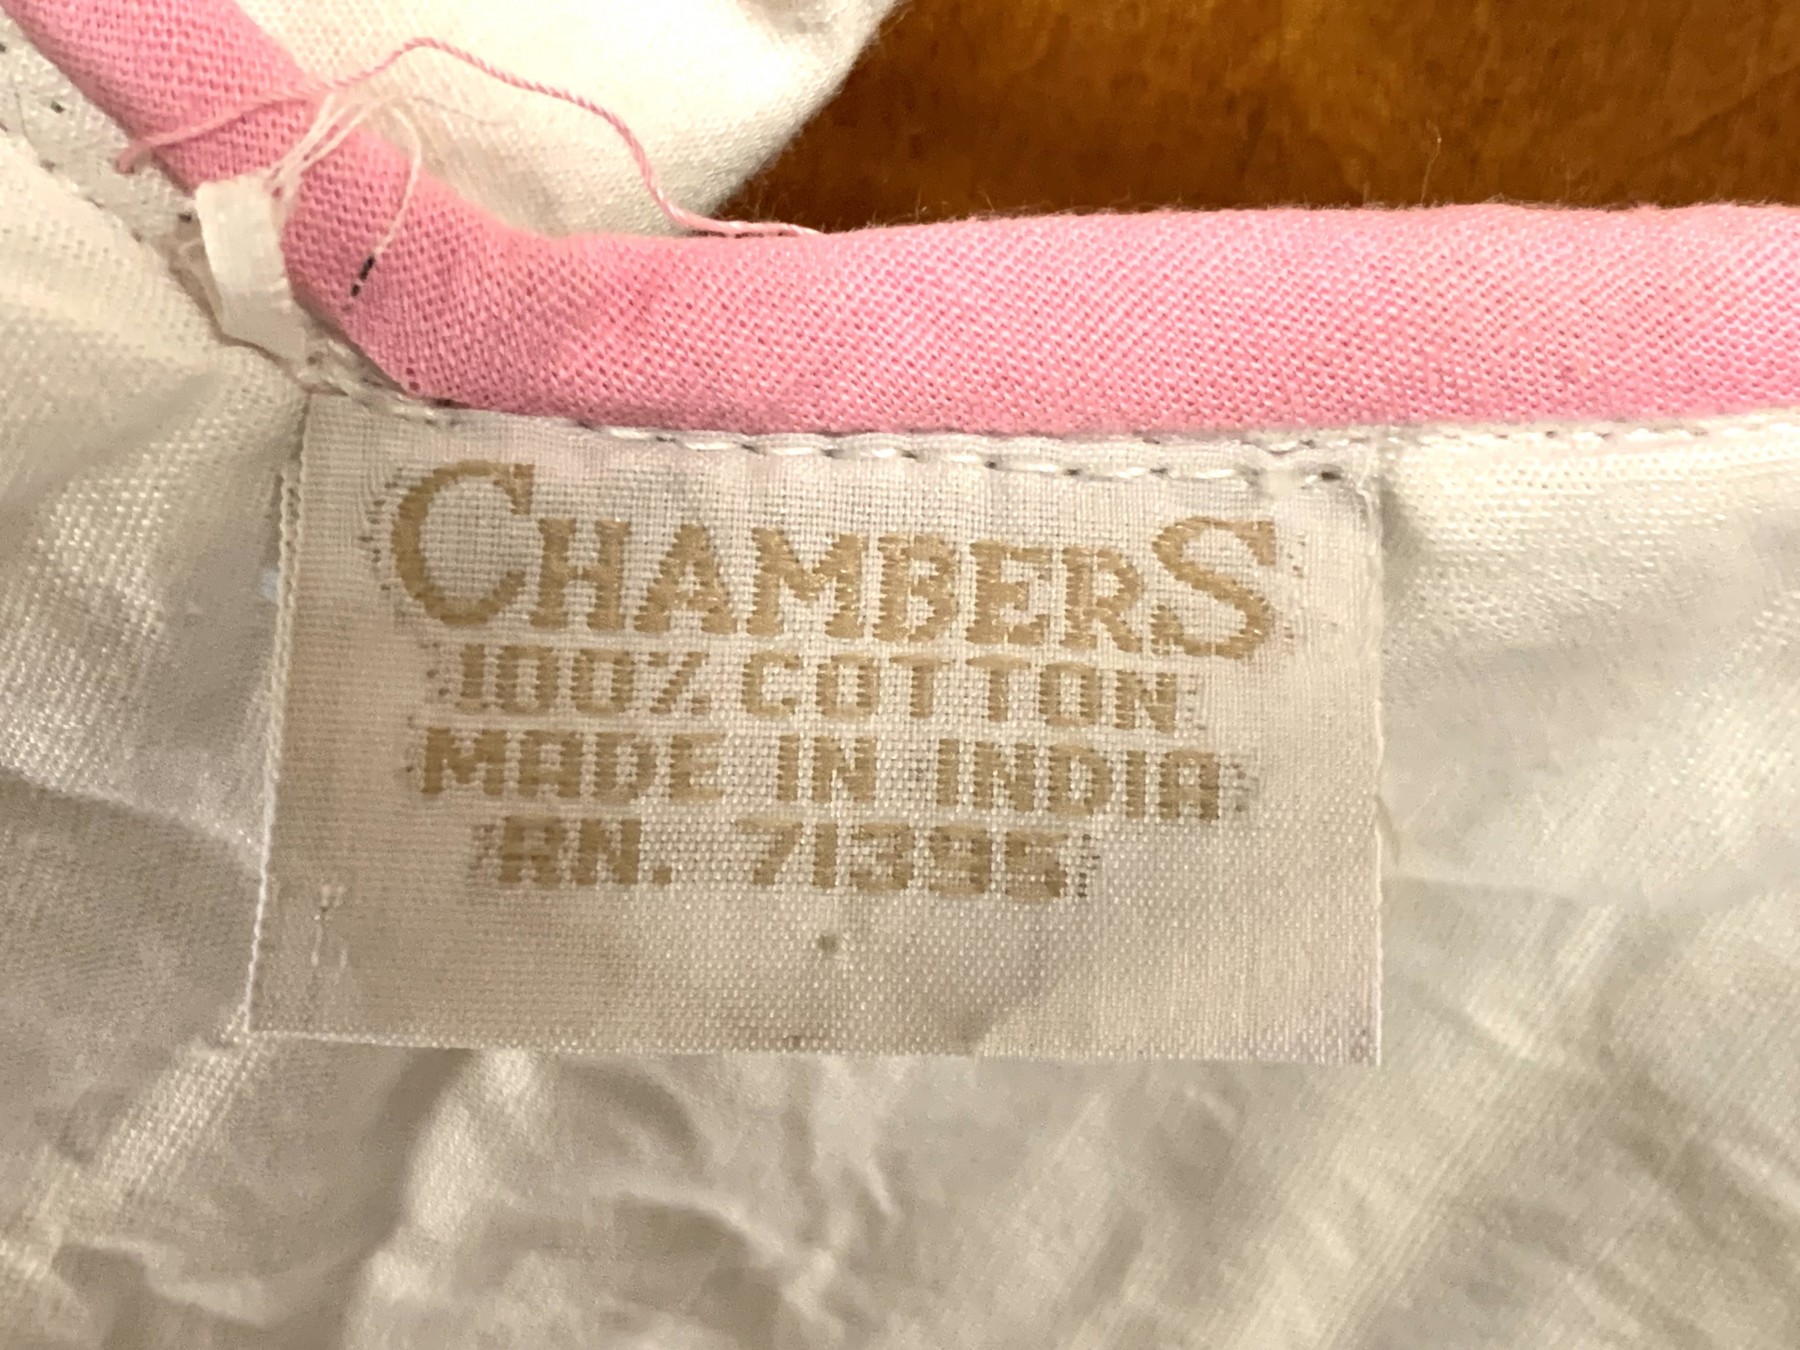 CHAMBERS
100% COTTON
MADE IN INDIA
RN. 71395